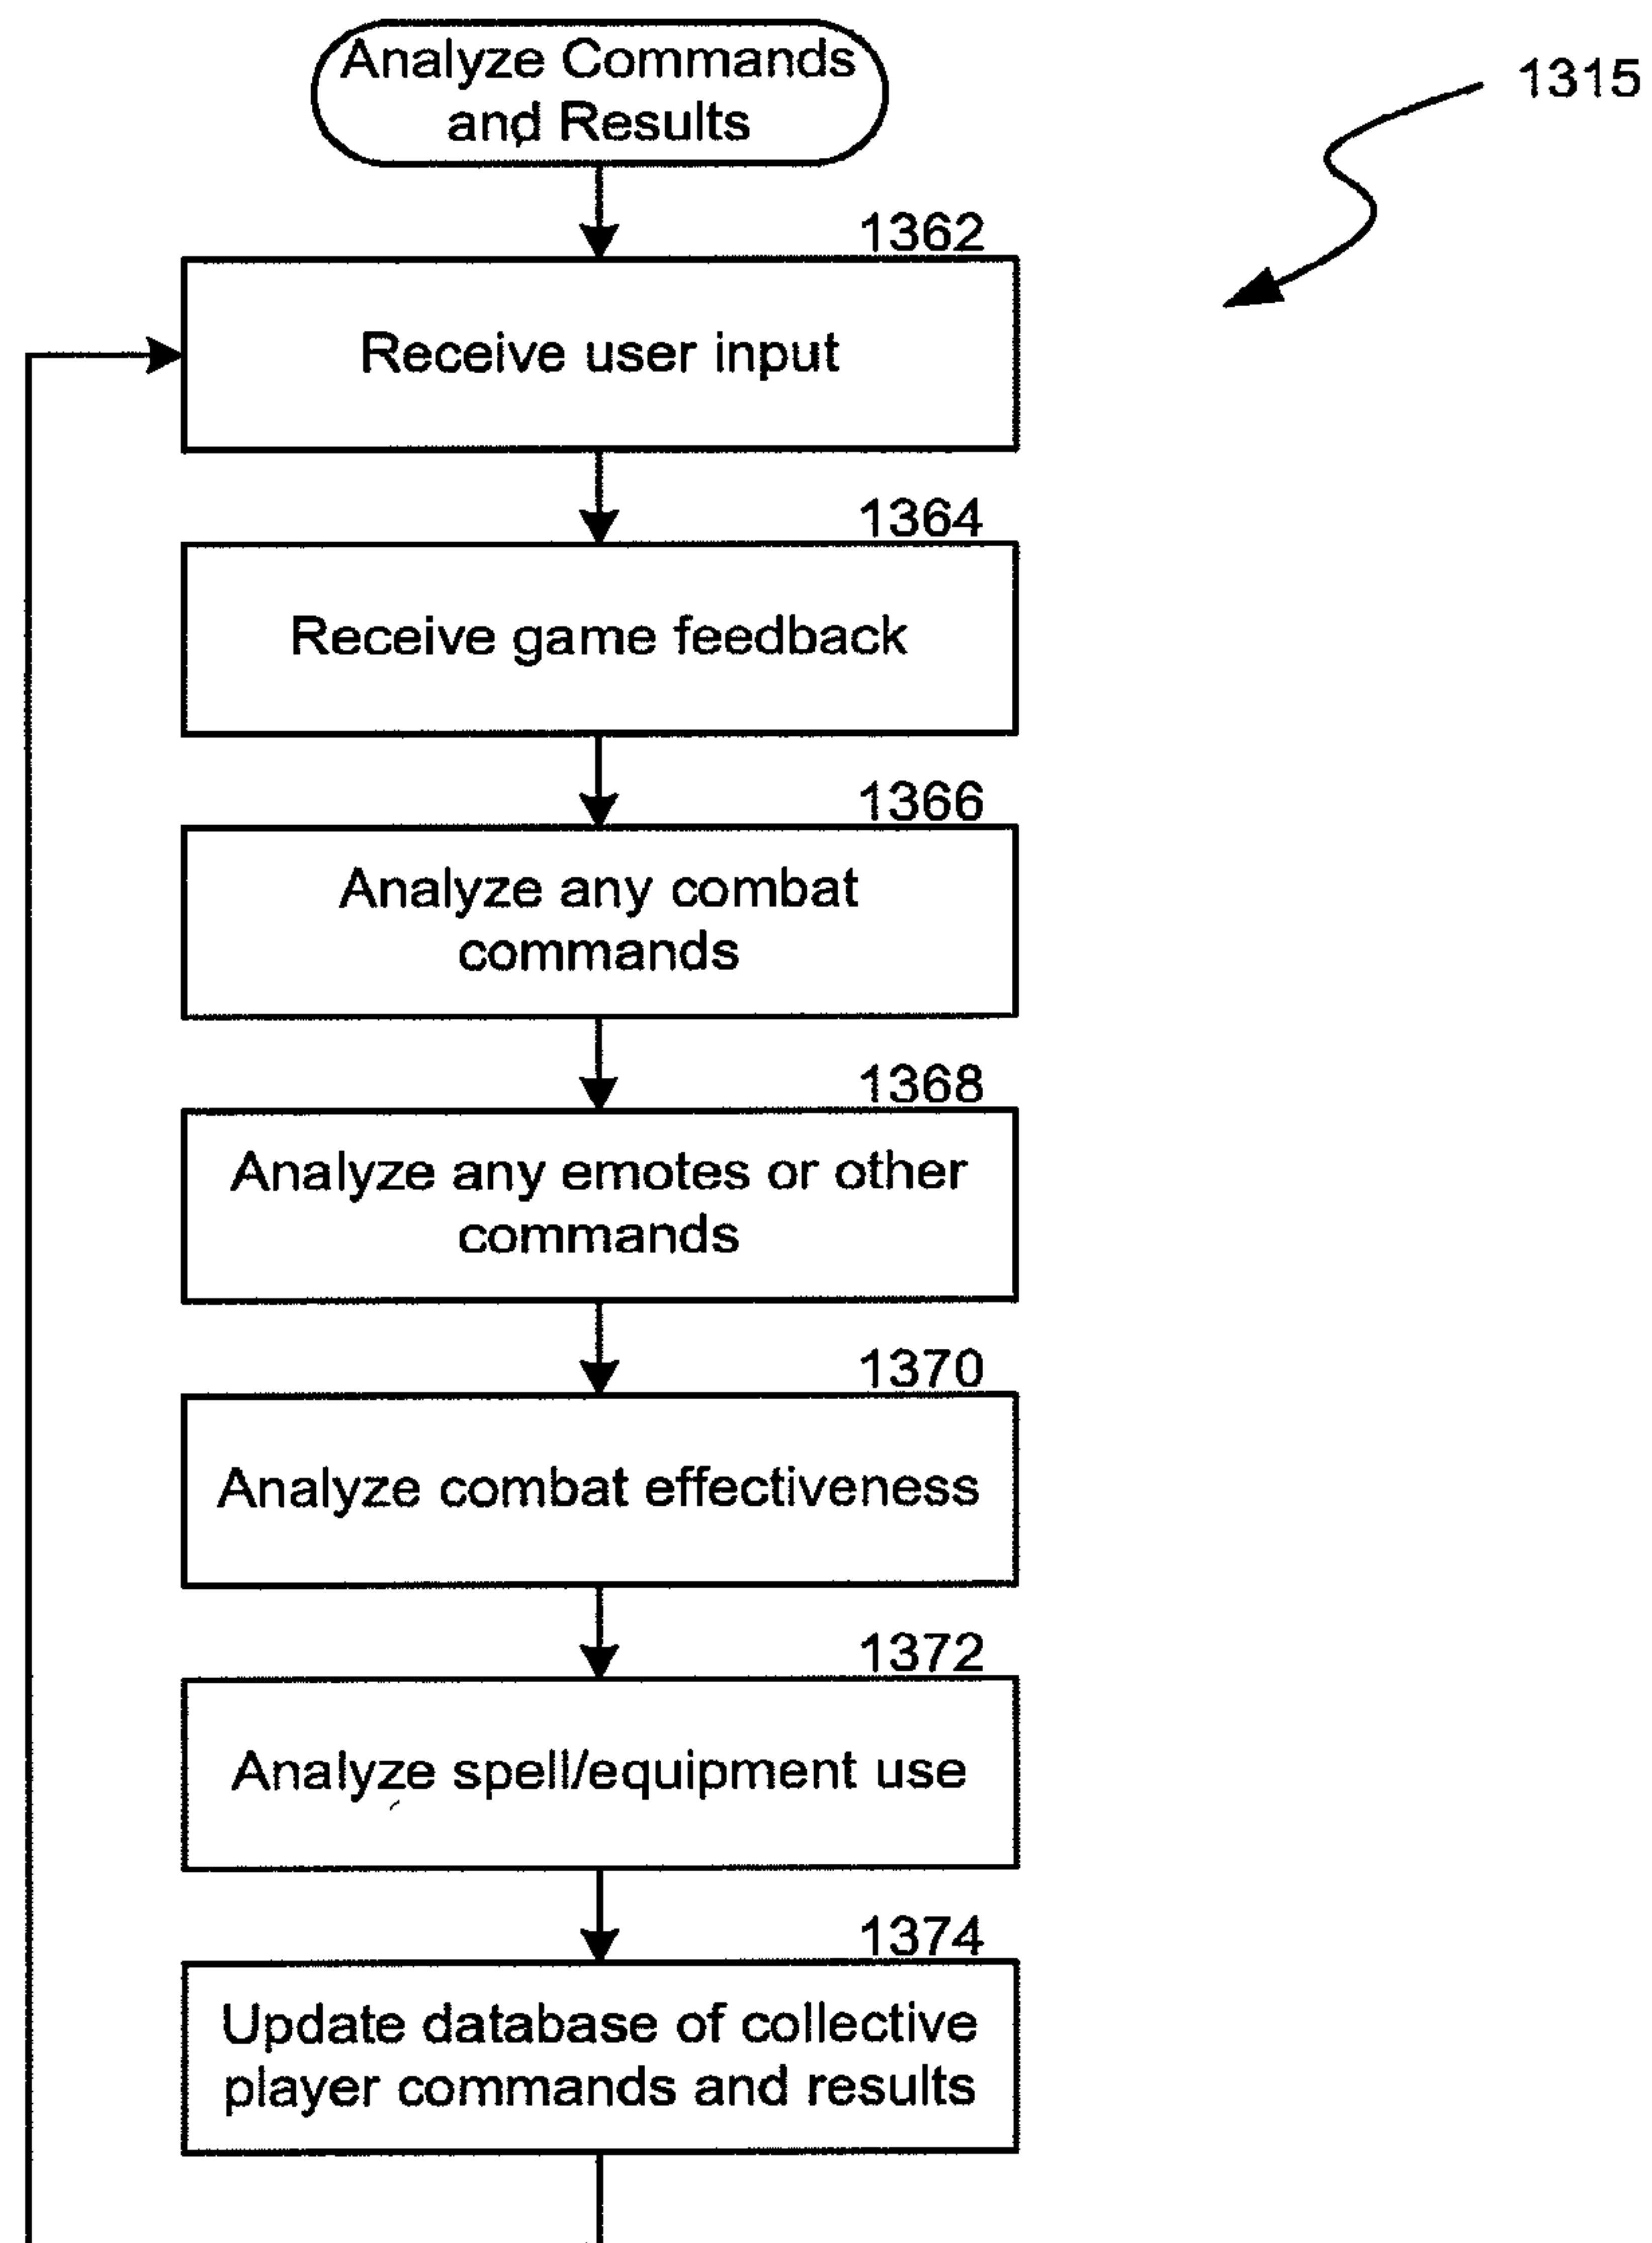 Analyze Commands
and Results
1315
1362
Receive user input
1364
Receive game feedback
1366
Analyze any combat
commands
1368
Analyze any emotes or other
commands
1370
Analyze combat effectiveness
1372
Analyze spell/equipment use
1374
Update database of collective
player commands and results